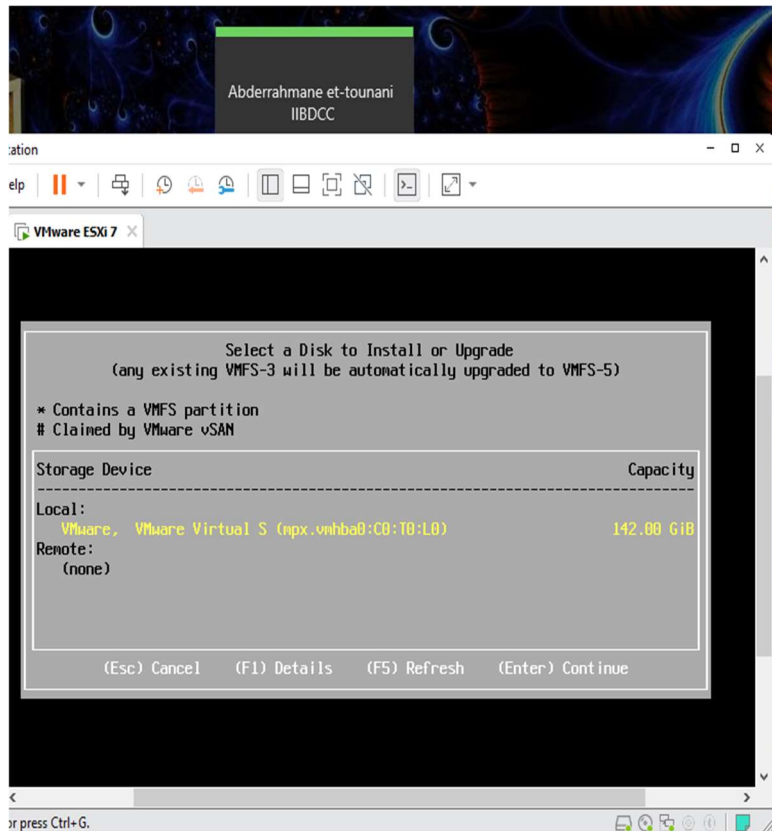 Abderrahmane et-tounani
IIBDCC
ation
elp
VMware ESXi 7
Select a Disk to Install or Upgrade
(any existing VMFS-3 will be automatically upgraded to VMFS-5)
* Contains a VMFS partition
# Claimed by VMware vSAN
Storage Device Capacity
Local:
VMware, VMware Virtual S (mpx.vmhba0:C0:T0:L0) 142.00 GiB
Remote:
(none)
(Esc) Cancel (F1) Details (F5) Refresh (Enter) Continue
or press Ctrl+G.